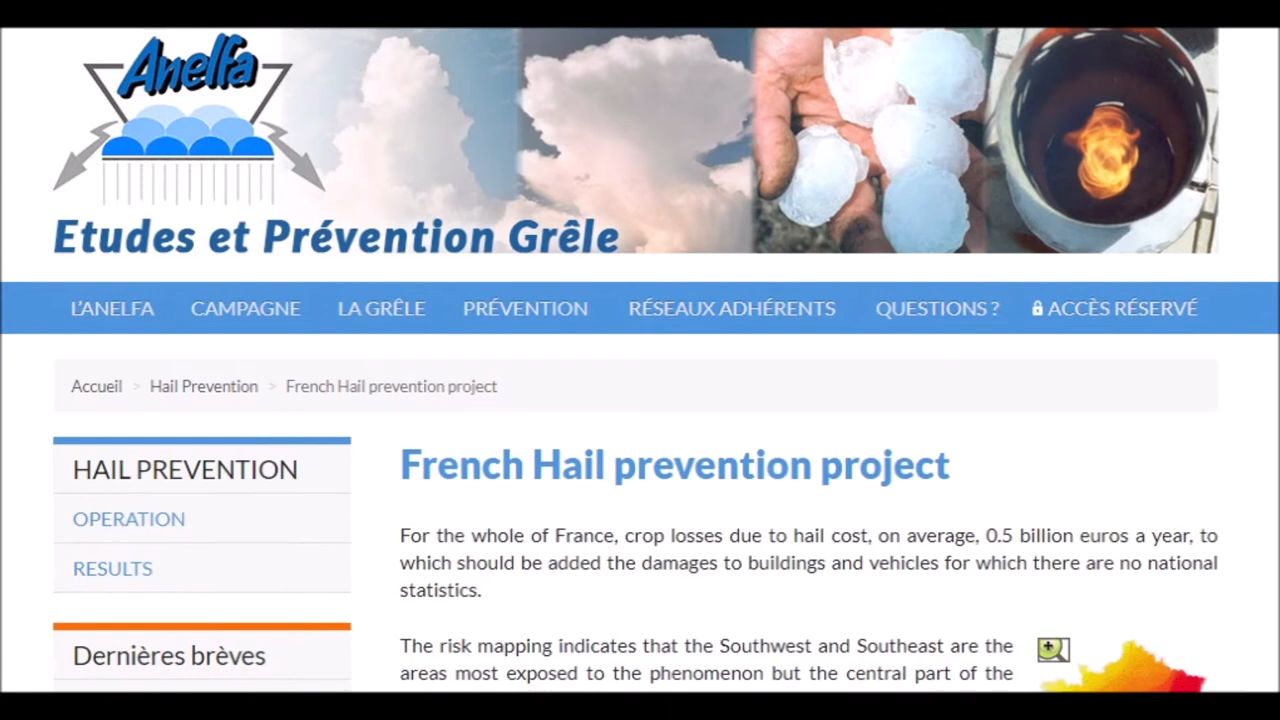 Anelfa
Etudes et Prévention Grêle
L'ANELFA CAMPAGNE LA GRÊLE PRÉVENTION RÉSEAUX ADHÉRENTS QUESTIONS ? ACCÈS RÉSERVÉ
Accueil > Hail Prevention > French Hail prevention project
HAIL PREVENTION
OPERATION
RESULTS
Dernières brèves
French Hail prevention project
For the whole of France, crop losses due to hail cost, on average, 0.5 billion euros a year, to
which should be added the damages to buildings and vehicles for which there are no national
statistics.
The risk mapping indicates that the Southwest and Southeast are the
areas most exposed to the phenomenon but the central part of the